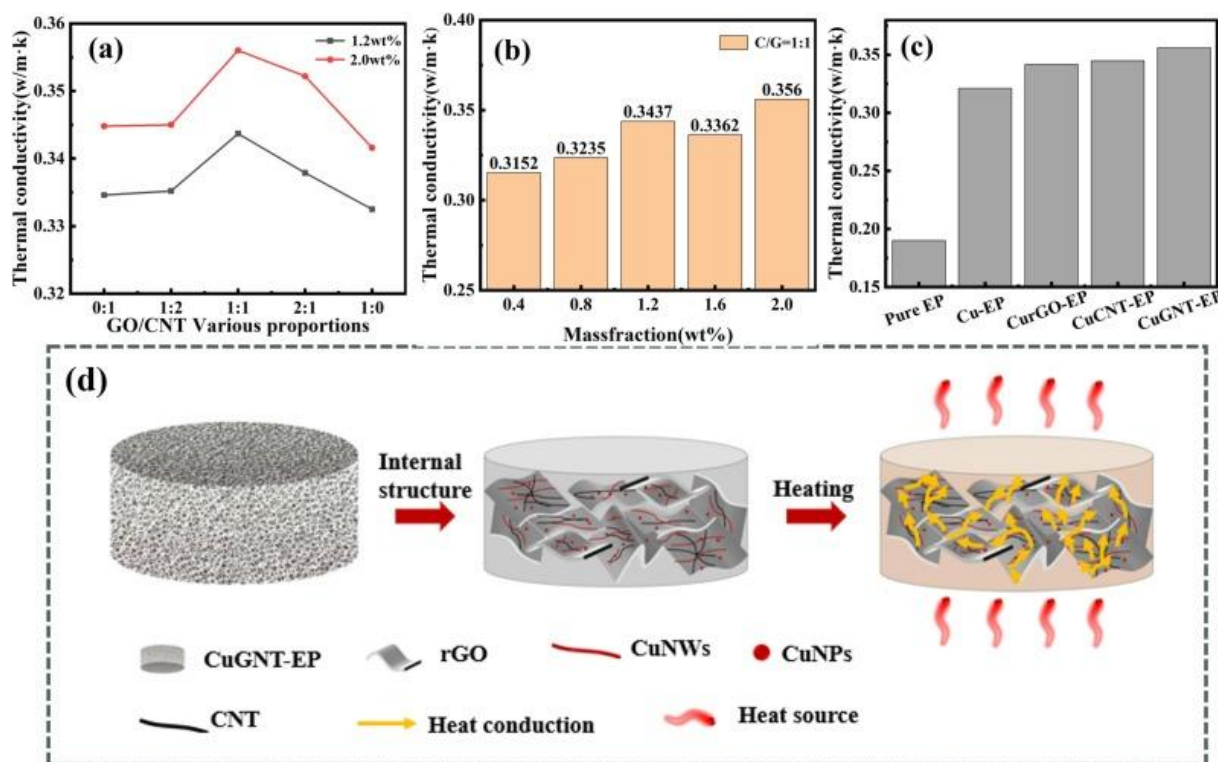 (a)
1.2wt%
2.0wt%
Thermal conductivity(w/m·k)
0.36
0.35
0.34
0.33
0.32
0:1 1:2 1:1 2:1 1:0
GO/CNT Various proportions
(b)
C/G=1:1
Thermal conductivity(w/m·k)
0.40
0.35
0.30
0.25
0.3152
0.3235
0.3437
0.3362
0.356
0.4 0.8 1.2 1.6 2.0
Massfraction(wt%)
(c)
Thermal conductivity(w/m·k)
0.35
0.30
0.25
0.20
0.15
Pure EP
Cu-EP
CurGO-EP
CuCNT-EP
CuGNT-EP
(d)
Internal
structure
Heating
CuGNT-EP
rGO
CuNWs
CuNPs
CNT
Heat conduction
Heat source